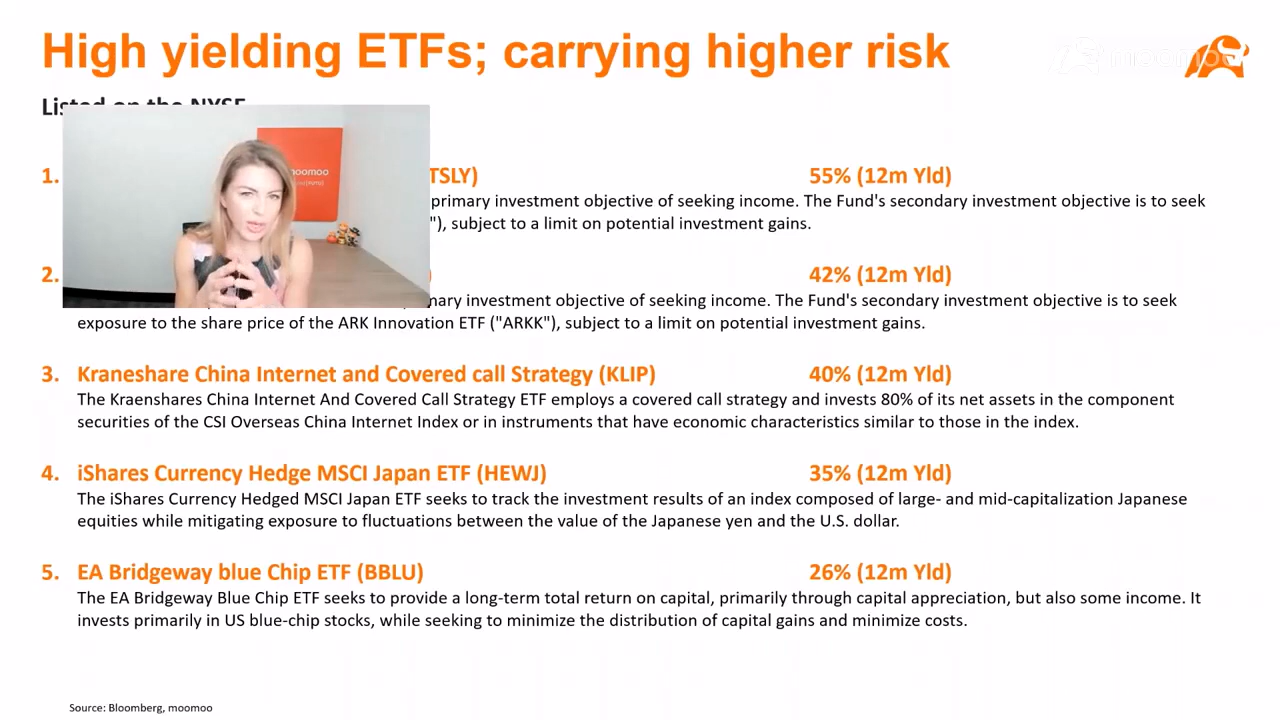 High yielding ETFs; carrying higher risk
moomoo
Listed on the NYSE
moomoo
1. TSLY) 55% (12m Yld)
primary investment objective of seeking income. The Fund's secondary investment objective is to seek
"), subject to a limit on potential investment gains.
2. ) 42% (12m Yld)
nary investment objective of seeking income. The Fund's secondary investment objective is to seek
exposure to the share price of the ARK Innovation ETF ("ARKK"), subject to a limit on potential investment gains.
3. Kraneshare China Internet and Covered call Strategy (KLIP) 40% (12m Yld)
The Kraenshares China Internet And Covered Call Strategy ETF employs a covered call strategy and invests 80% of its net assets in the component
securities of the CSI Overseas China Internet Index or in instruments that have economic characteristics similar to those in the index.
4. iShares Currency Hedge MSCI Japan ETF (HEWJ) 35% (12m Yld)
The iShares Currency Hedged MSCI Japan ETF seeks to track the investment results of an index composed of large- and mid-capitalization Japanese
equities while mitigating exposure to fluctuations between the value of the Japanese yen and the U.S. dollar.
5. EA Bridgeway blue Chip ETF (BBLU) 26% (12m Yld)
The EA Bridgeway Blue Chip ETF seeks to provide a long-term total return on capital, primarily through capital appreciation, but also some income. It
invests primarily in US blue-chip stocks, while seeking to minimize the distribution of capital gains and minimize costs.
Source: Bloomberg, moomoo